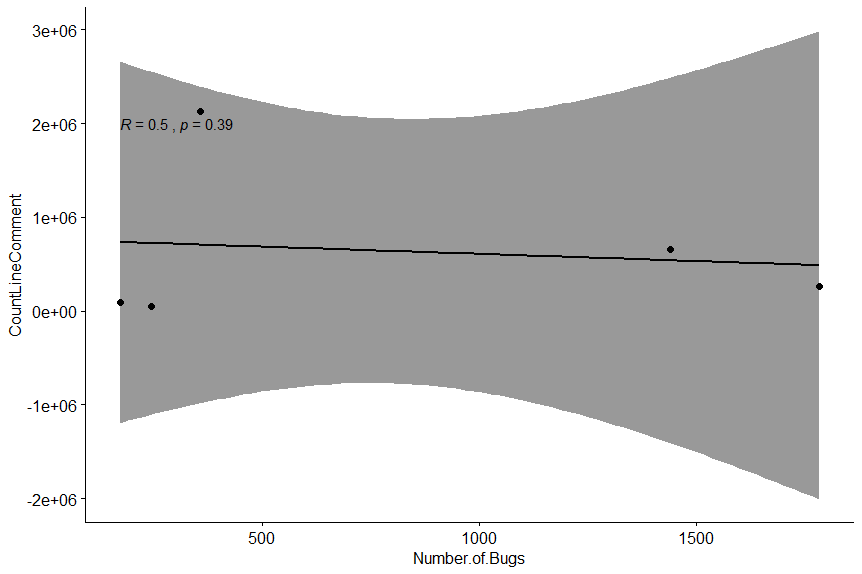 3e+06
2e+06
R = 0.5 , p = 0.39
1e+06
0e+00
-1e+06
-2e+06
CountLineComment
500
1000
1500
Number.of.Bugs